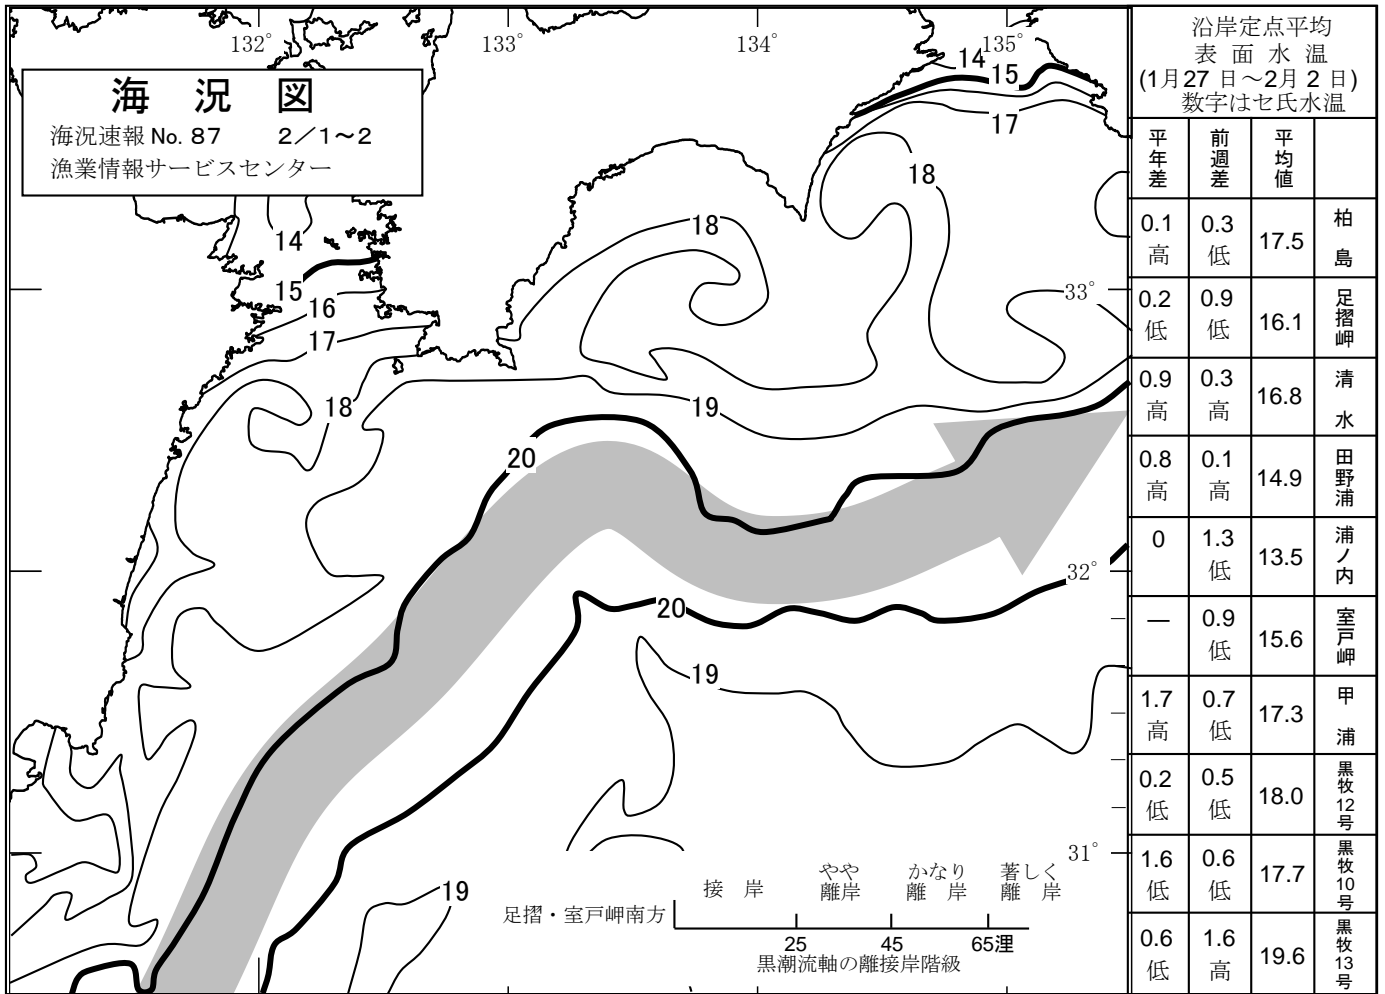 132°
133°
134°
135°
海 況 図
海況速報 No. 87 2／1～2
漁業情報サービスセンター
14
15
17
18
18
14
15
16
17
18
33°
19
20
32°
20
19
31°
19
接 岸
やや
離岸
かなり
離 岸
著しく
離 岸
足摺・室戸岬南方
25 45 65浬
黒潮流軸の離接岸階級
沿岸定点平均
表 面 水 温
(1月27 日～2月 2 日)
数字はセ氏水温
平年差 前週差 平均値
0.1高 0.3低 17.5 柏島
0.2低 0.9低 16.1 足摺岬
0.9高 0.3高 16.8 清水
0.8高 0.1高 14.9 田野浦
0 1.3低 13.5 浦ノ内
— 0.9低 15.6 室戸岬
1.7高 0.7低 17.3 甲浦
0.2低 0.5低 18.0 黒牧12号
1.6低 0.6低 17.7 黒牧10号
0.6低 1.6高 19.6 黒牧13号